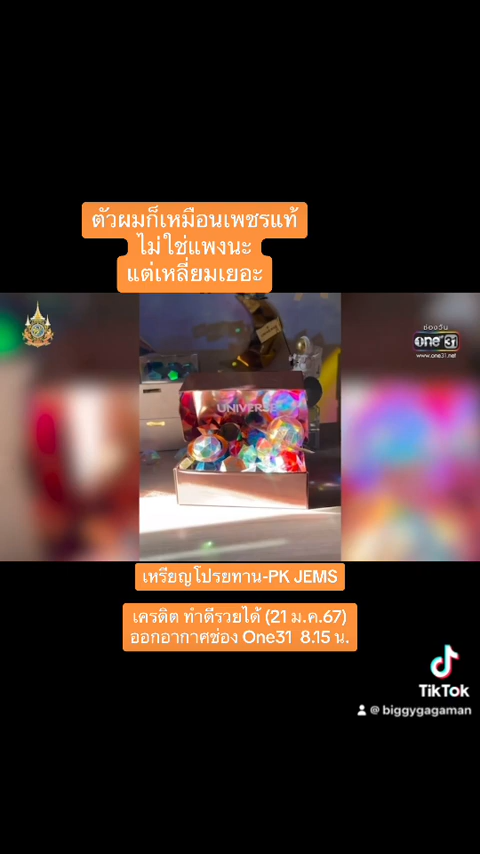 ตัวผมก็เหมือนเพชรแท้
ไม่ใช่แพงนะ
แต่เหลี่ยมเยอะ
ช่องวัน
one 31
www.one31.net
UNIVERSE
เหรียญโปรยทาน-PK JEMS
เครดิต ทำดีรวยได้ (21 ม.ค.67)
ออกอากาศช่อง One31 8.15 น.
TikTok
@ biggygagaman